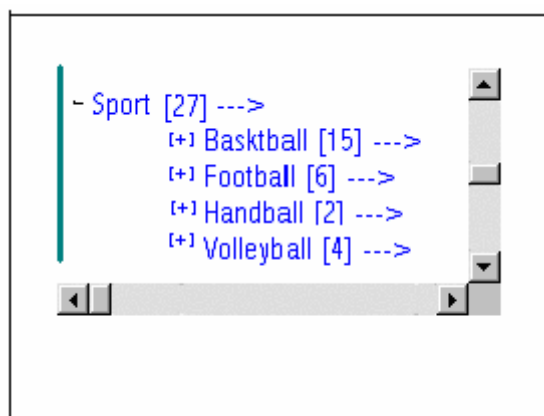 - Sport [27] --->
[+] Basktball [15] --->
[+] Football [6] --->
[+] Handball [2] --->
[+] Volleyball [4] --->